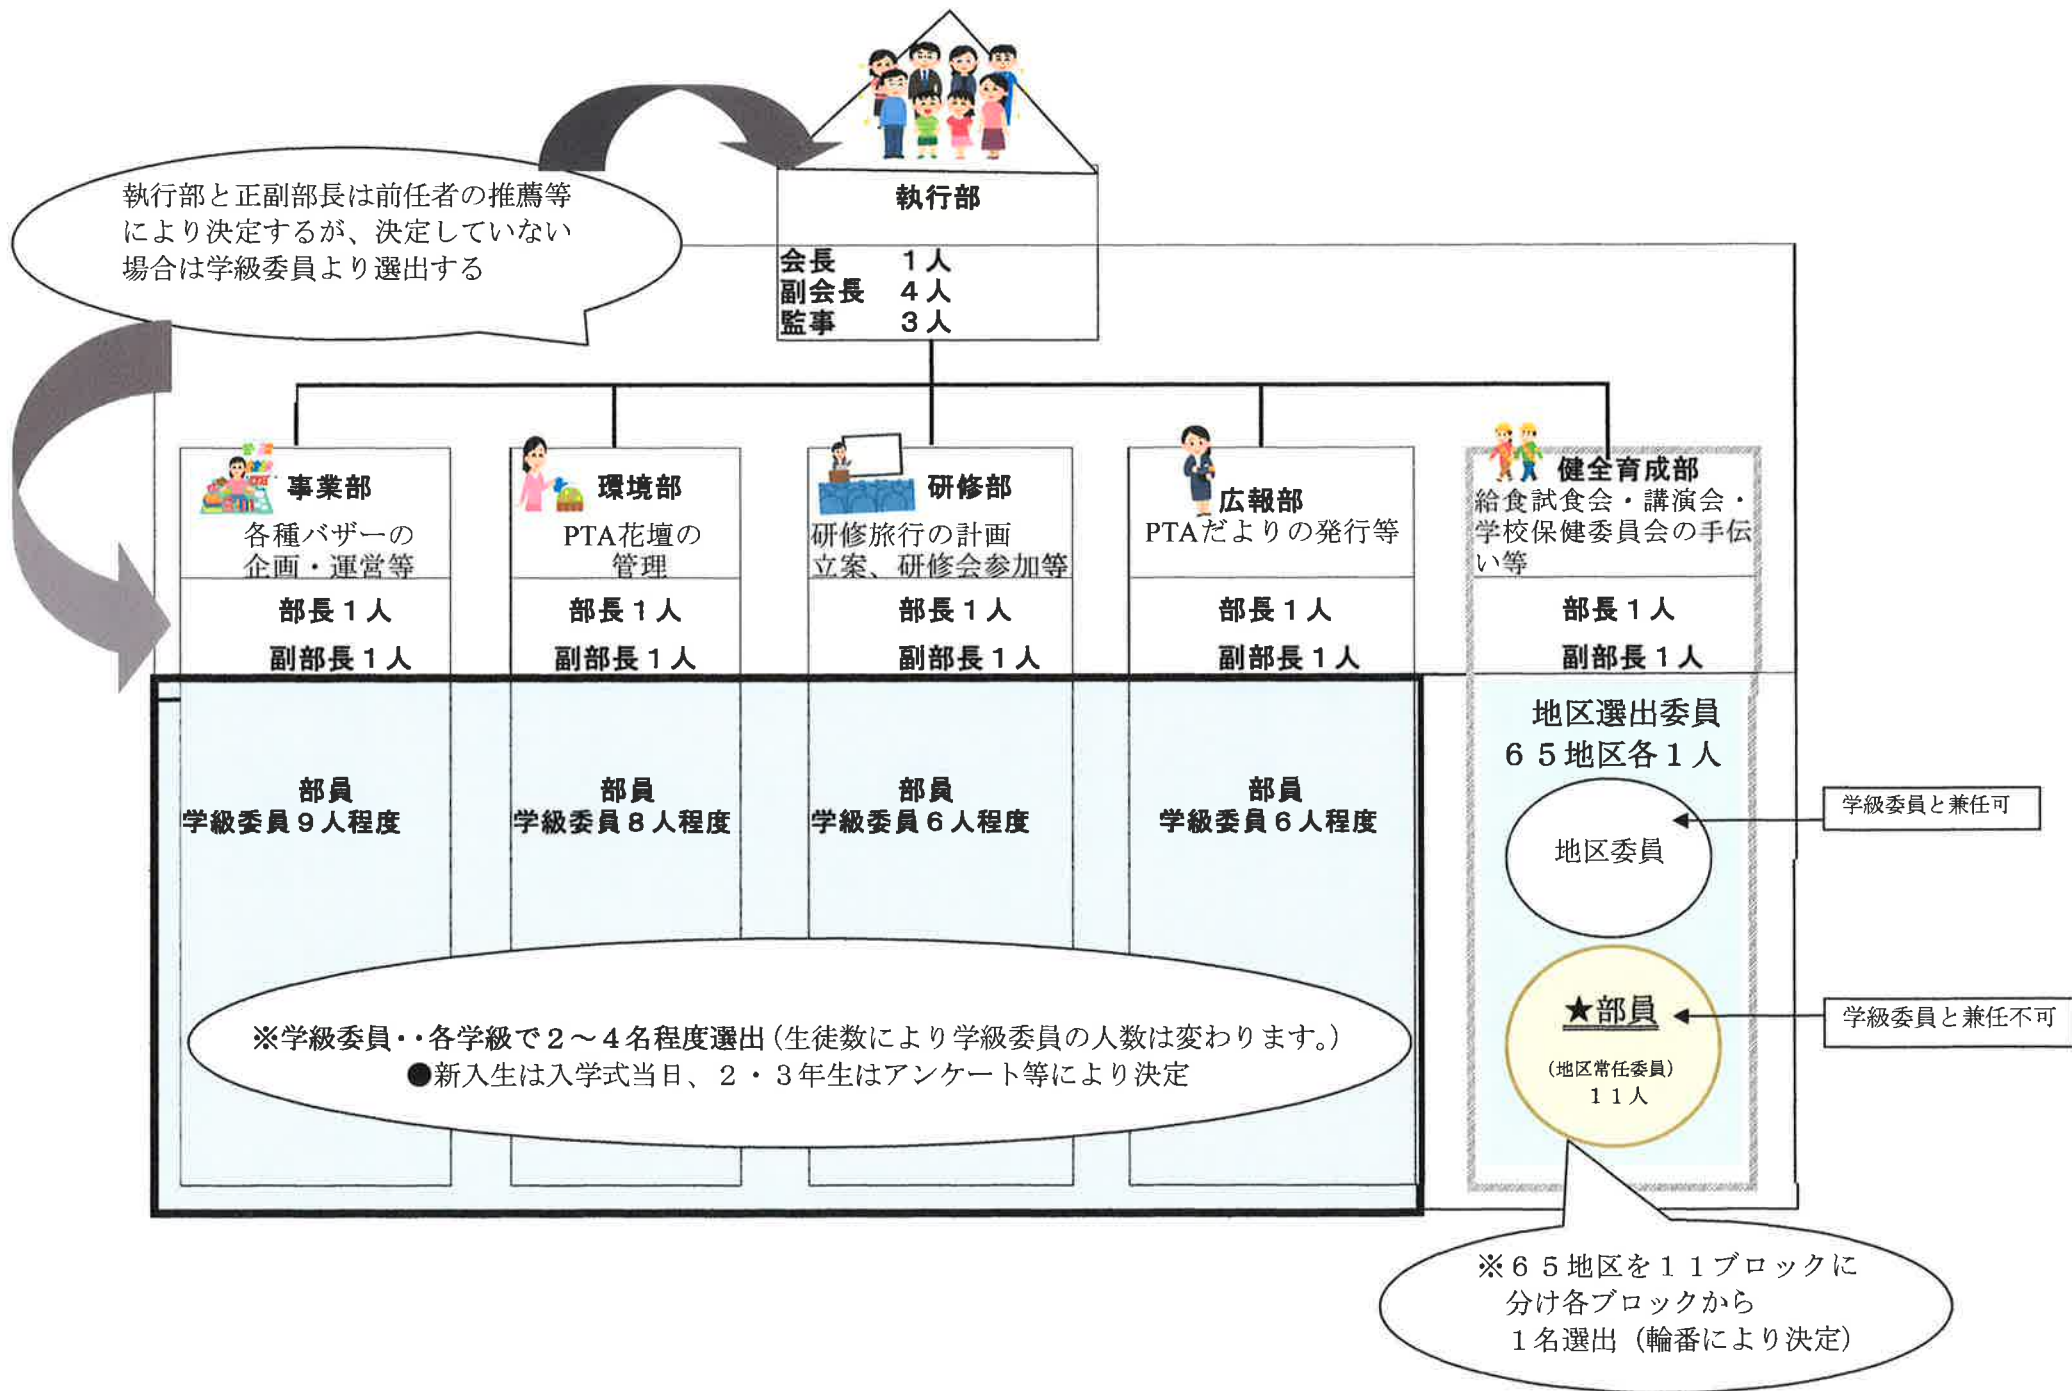 執行部と正副部長は前任者の推薦等
により決定するが、決定していない
場合は学級委員より選出する
執行部
会長 1人
副会長 4人
監事 3人
事業部
各種バザーの
企画・運営等
部長1人
副部長1人
部員
学級委員9人程度
環境部
PTA花壇の
管理
部長1人
副部長1人
部員
学級委員8人程度
研修部
研修旅行の計画
立案、研修会参加等
部長1人
副部長1人
部員
学級委員6人程度
広報部
PTAだよりの発行等
部長1人
副部長1人
部員
学級委員6人程度
健全育成部
給食試食会・講演会・
学校保健委員会の手伝
い等
部長1人
副部長1人
地区選出委員
65地区各1人
地区委員
学級委員と兼任可
★部員
(地区常任委員)
11人
学級委員と兼任不可
※学級委員・・各学級で2～4名程度選出(生徒数により学級委員の人数は変わります。)
●新入生は入学式当日、2・3年生はアンケート等により決定
※65地区を11ブロックに
分け各ブロックから
1名選出(輪番により決定)